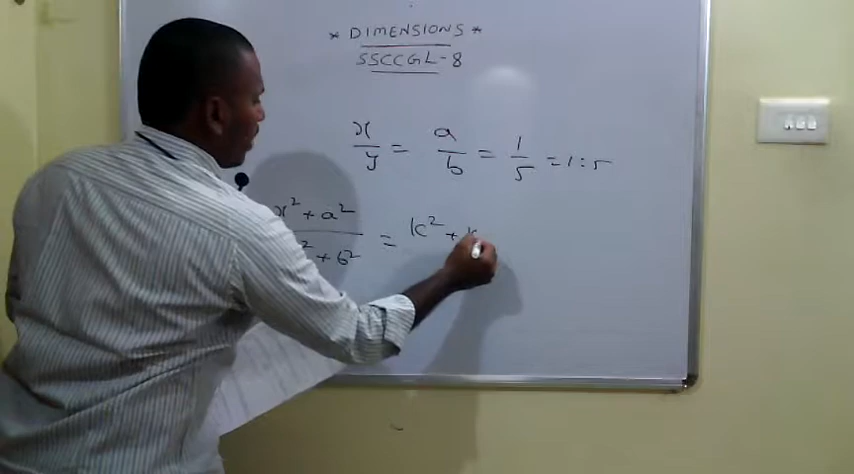 * DIMENSIONS *
SSCCGL-8
x/y = a/b = 1/5 = 1:5
x² + a² / ² + b² = k² + k